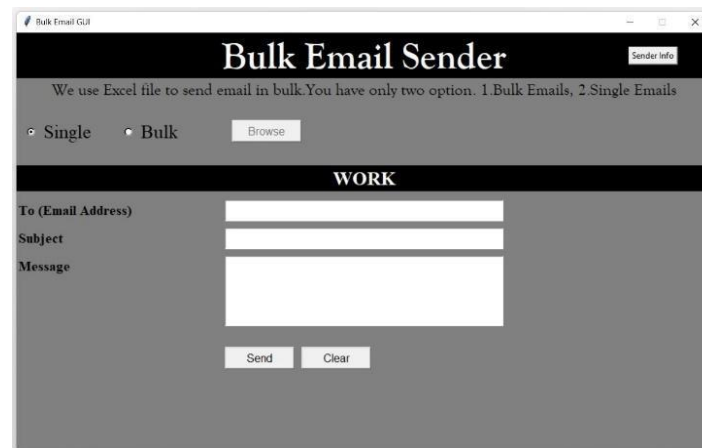 Bulk Email GUI
Bulk Email Sender
Sender Info
We use Excel file to send email in bulk.You have only two option. 1.Bulk Emails, 2.Single Emails
Single Bulk Browse
WORK
To (Email Address)
Subject
Message
Send Clear